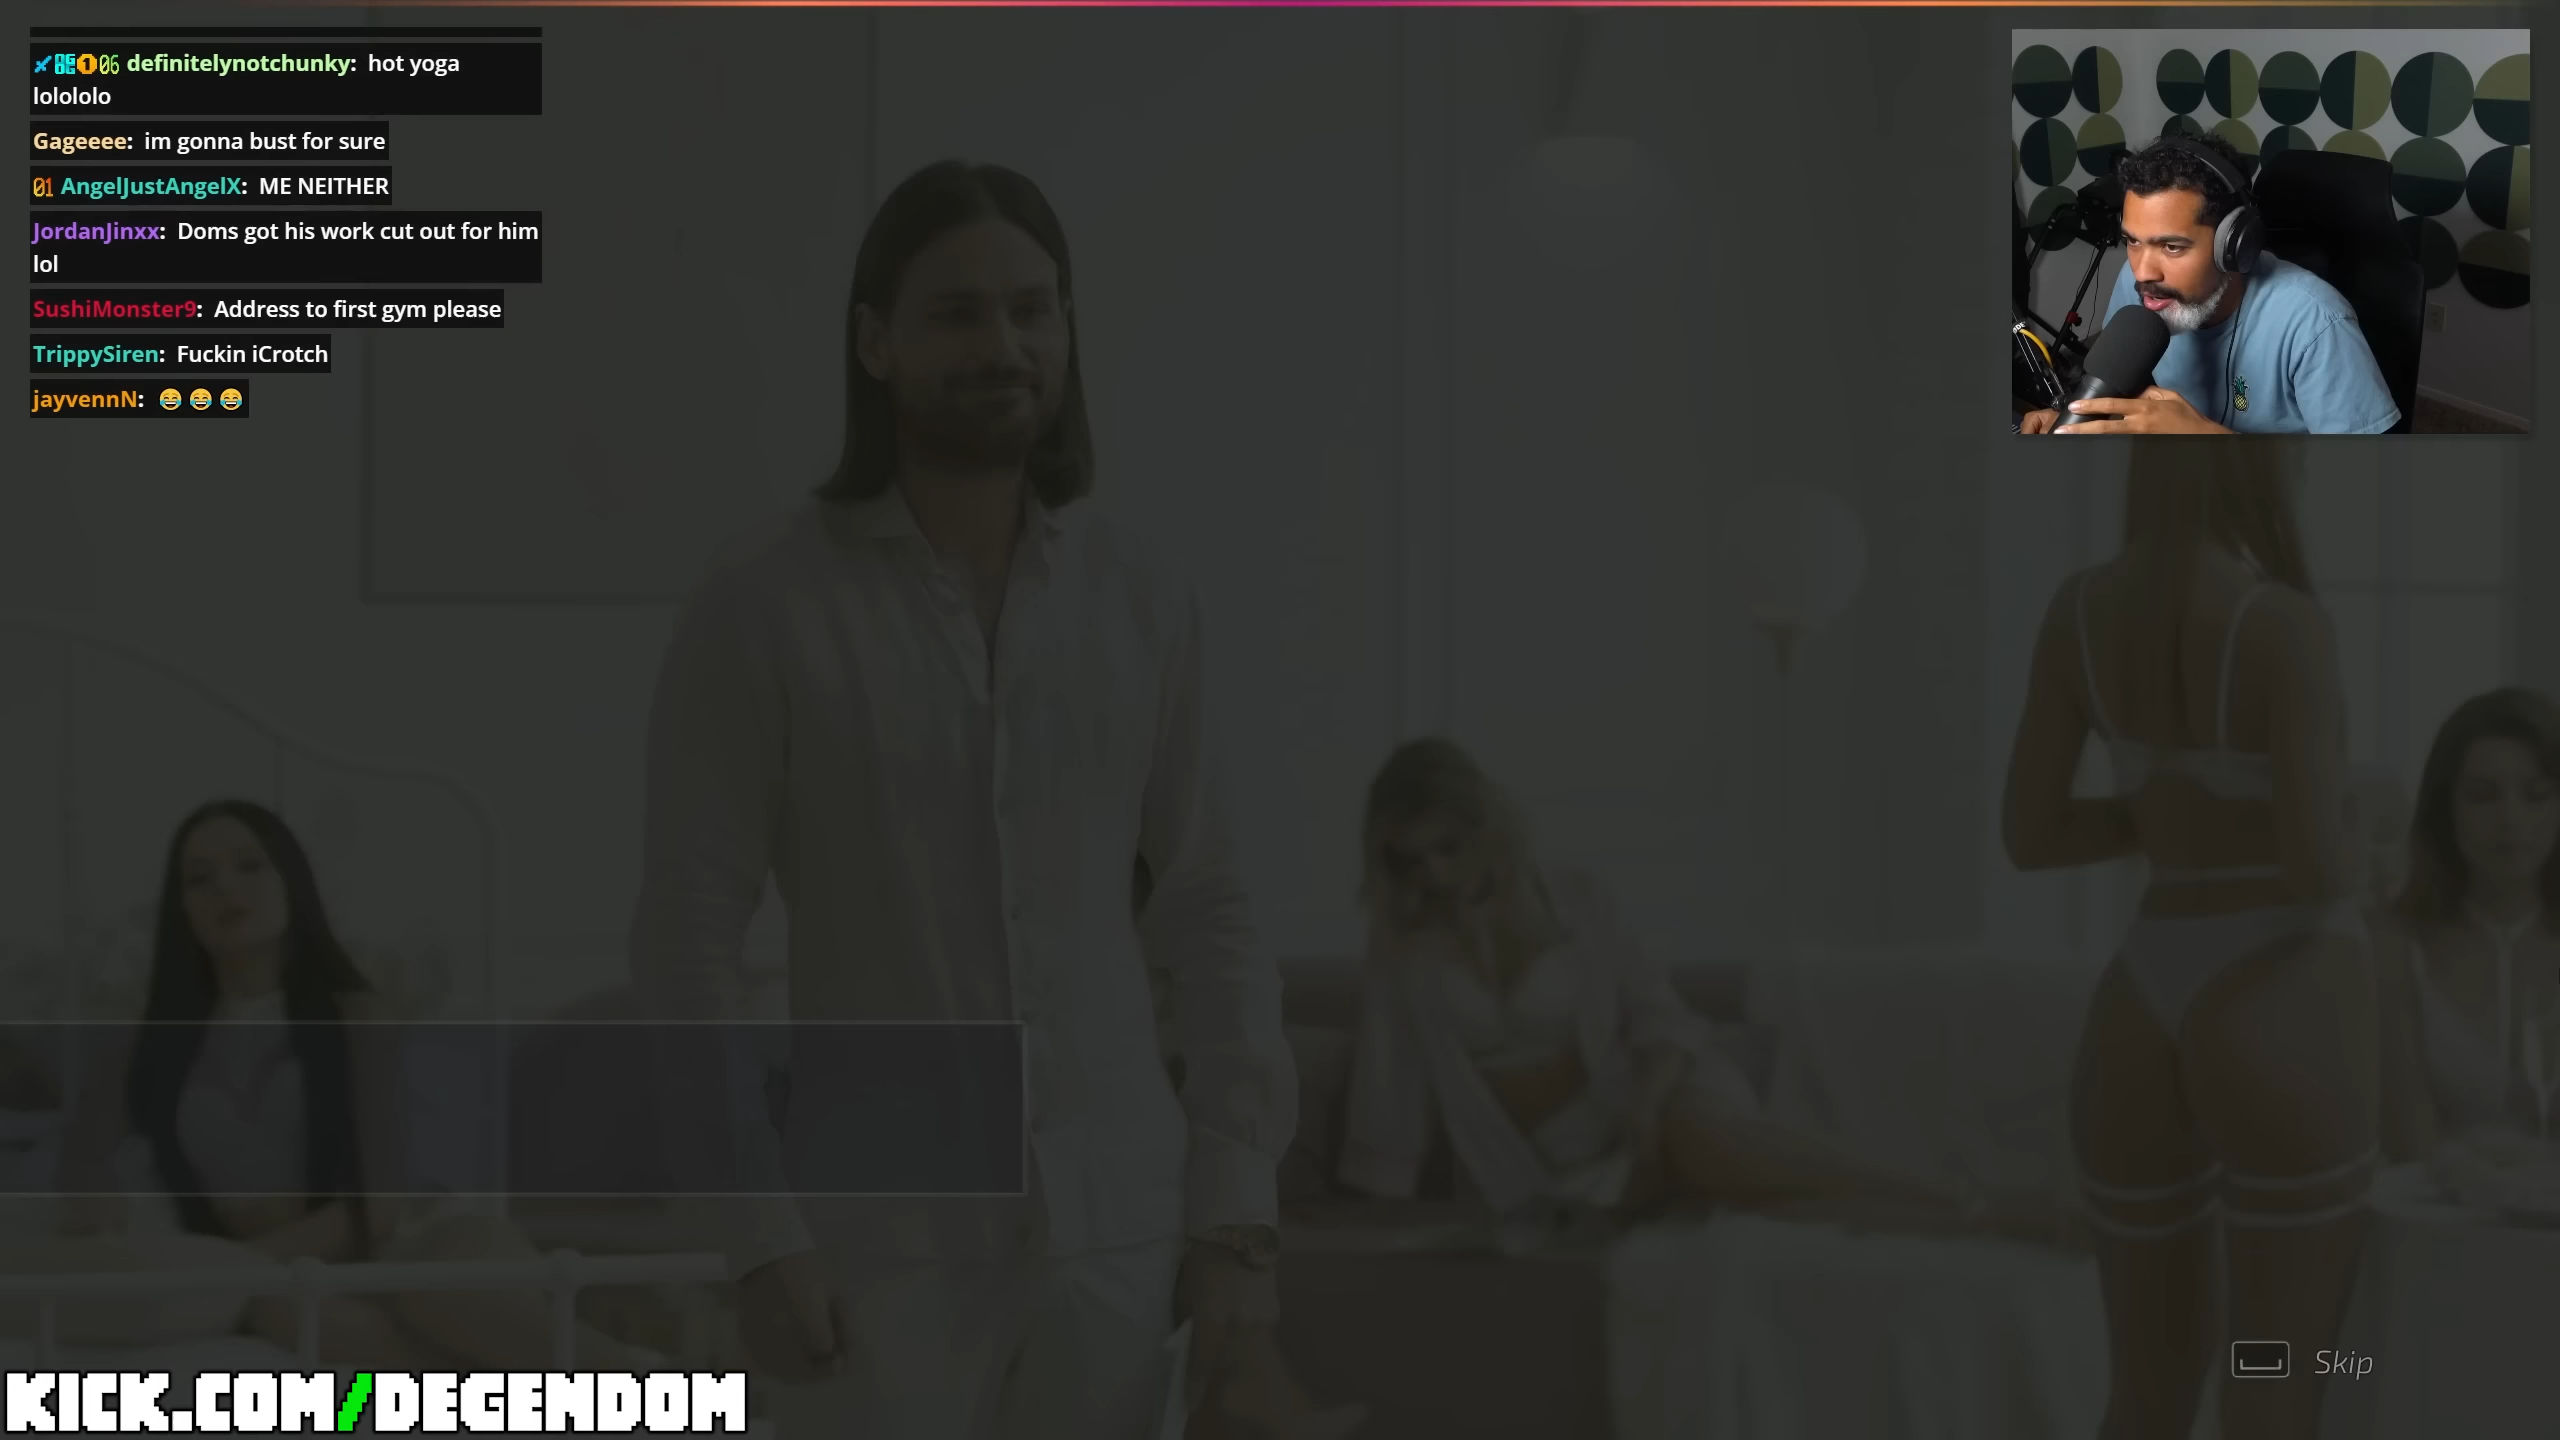 definitelynotchunky: hot yoga
lolololo
Gageeee: im gonna bust for sure
01 AngelJustAngelX: ME NEITHER
JordanJinxx: Doms got his work cut out for him
lol
SushiMonster9: Address to first gym please
TrippySiren: Fuckin iCrotch
jayvennN: 😂 😂 😂
Skip
KICK.COM/DEGENDOM